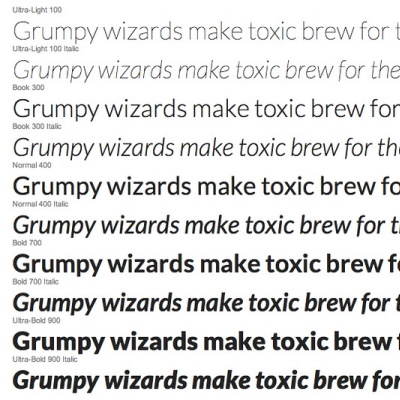 Ultra-Light 100
Grumpy wizards make toxic brew for t
Ultra-Light 100 Italic
Grumpy wizards make toxic brew for the
Book 300
Grumpy wizards make toxic brew for
Book 300 Italic
Grumpy wizards make toxic brew for th
Normal 400
Grumpy wizards make toxic brew fo
Normal 400 Italic
Grumpy wizards make toxic brew for t
Bold 700
Grumpy wizards make toxic brew f
Bold 700 Italic
Grumpy wizards make toxic brew for t
Ultra-Bold 900
Grumpy wizards make toxic brew
Ultra-Bold 900 Italic
Grumpy wizards make toxic brew for